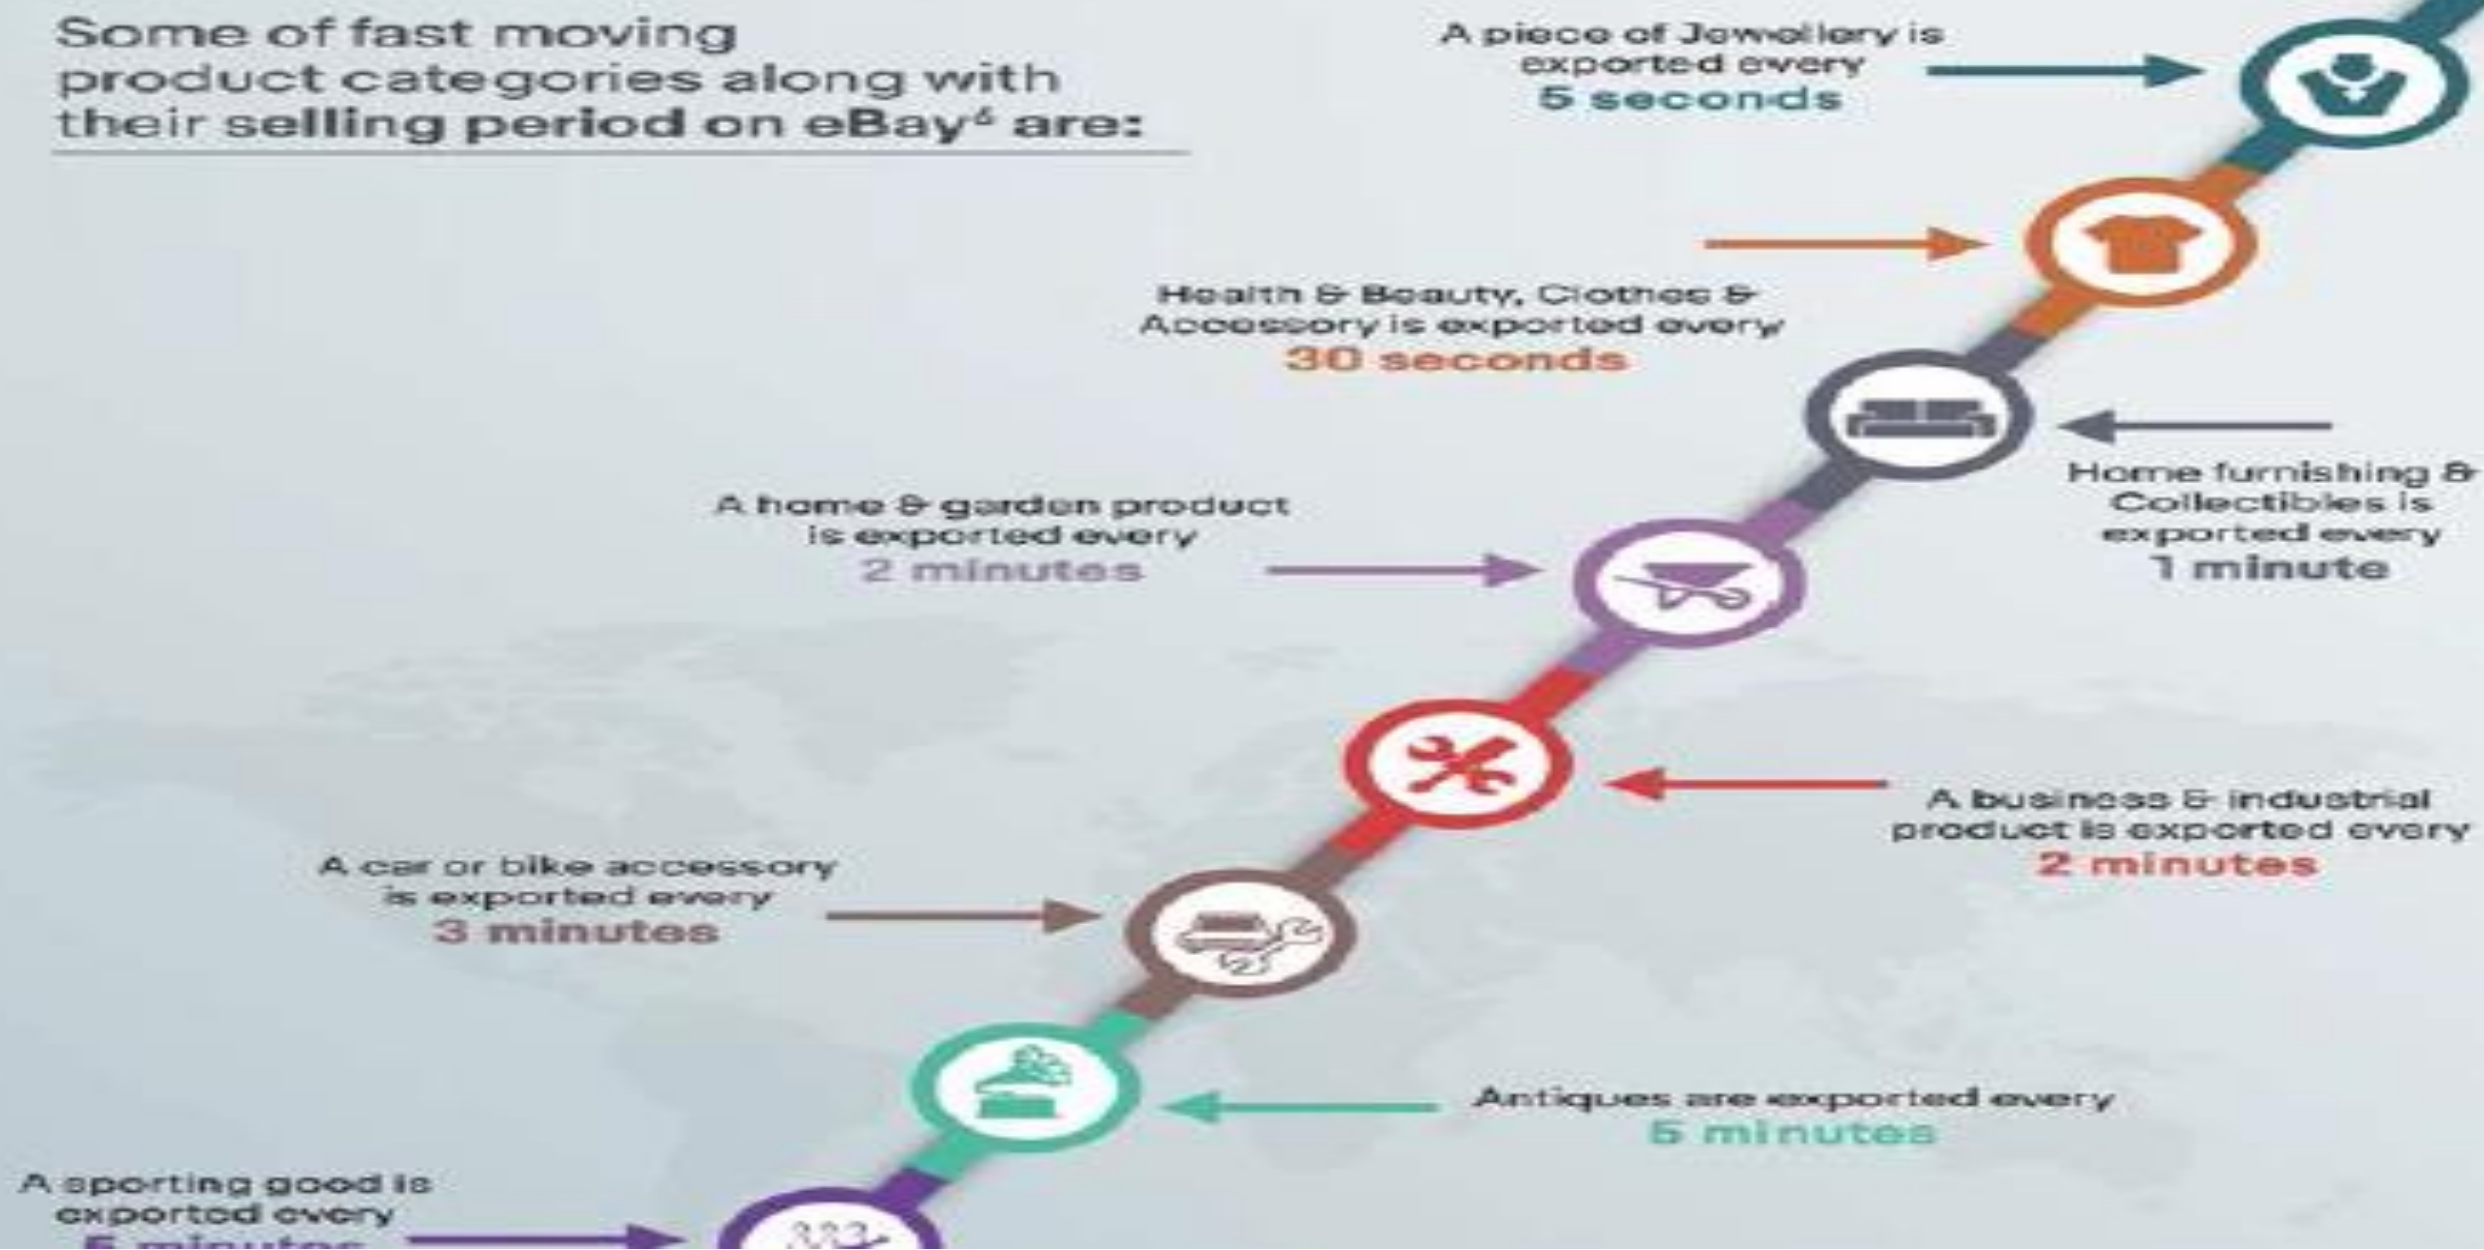 Some of fast moving
product categories along with
their selling period on eBay⁶ are:
A piece of Jewellery is
exported every
5 seconds
Health & Beauty, Clothes &
Accessory is exported every
30 seconds
Home furnishing &
Collectibles is
exported every
1 minute
A home & garden product
is exported every
2 minutes
A business & industrial
product is exported every
2 minutes
A car or bike accessory
is exported every
3 minutes
Antiques are exported every
5 minutes
A sporting good is
exported every
5 minutes